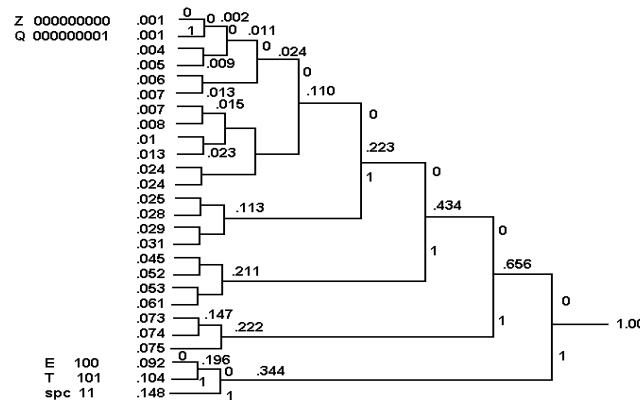 Z 000000000 .001 0 0 .002
Q 000000001 .001 1 0 .011
.004 0 .024
.005 .009
.006 0
.007 .013 .110
.007 .015
.008 0
.01 .223
.013 .023
.024 1 0
.024
.025 .434
.028 .113
.029 0
.031 1
.045 .656
.052 .211
.053 0
.061
.073 .147 1 1.00
.074 .222
.075
E 100 .092 0 .196 1
T 101 .104 1 0 .344
spc 11 .148 1